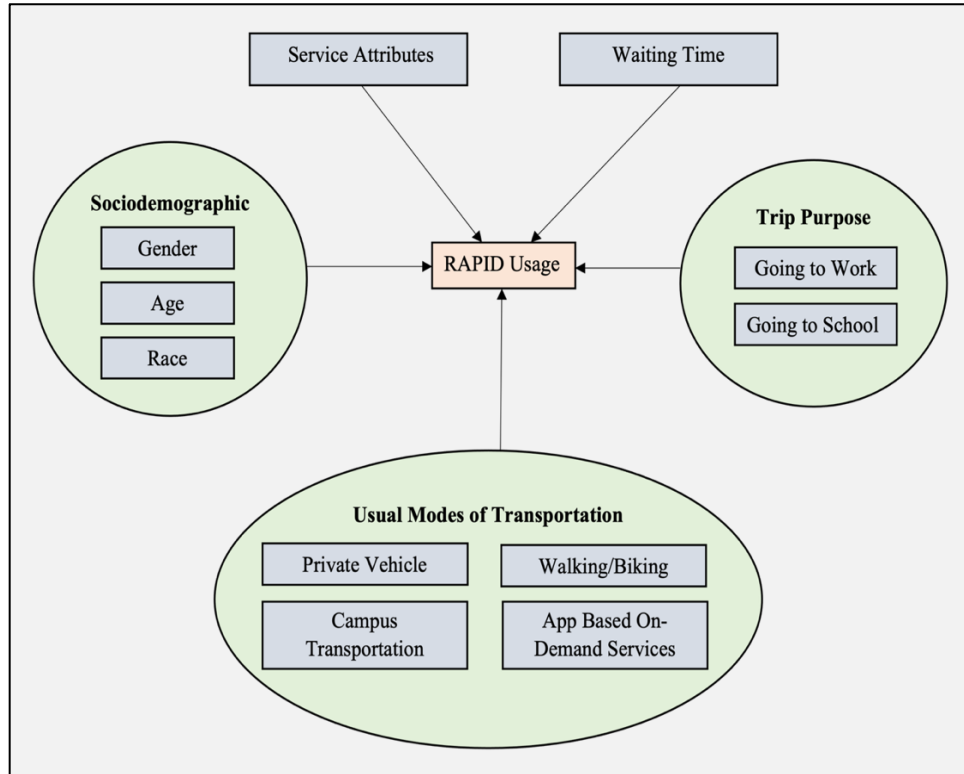 Service Attributes
Waiting Time
Sociodemographic
Gender
Age
Race
RAPID Usage
Trip Purpose
Going to Work
Going to School
Usual Modes of Transportation
Private Vehicle
Walking/Biking
Campus
Transportation
App Based On-
Demand Services